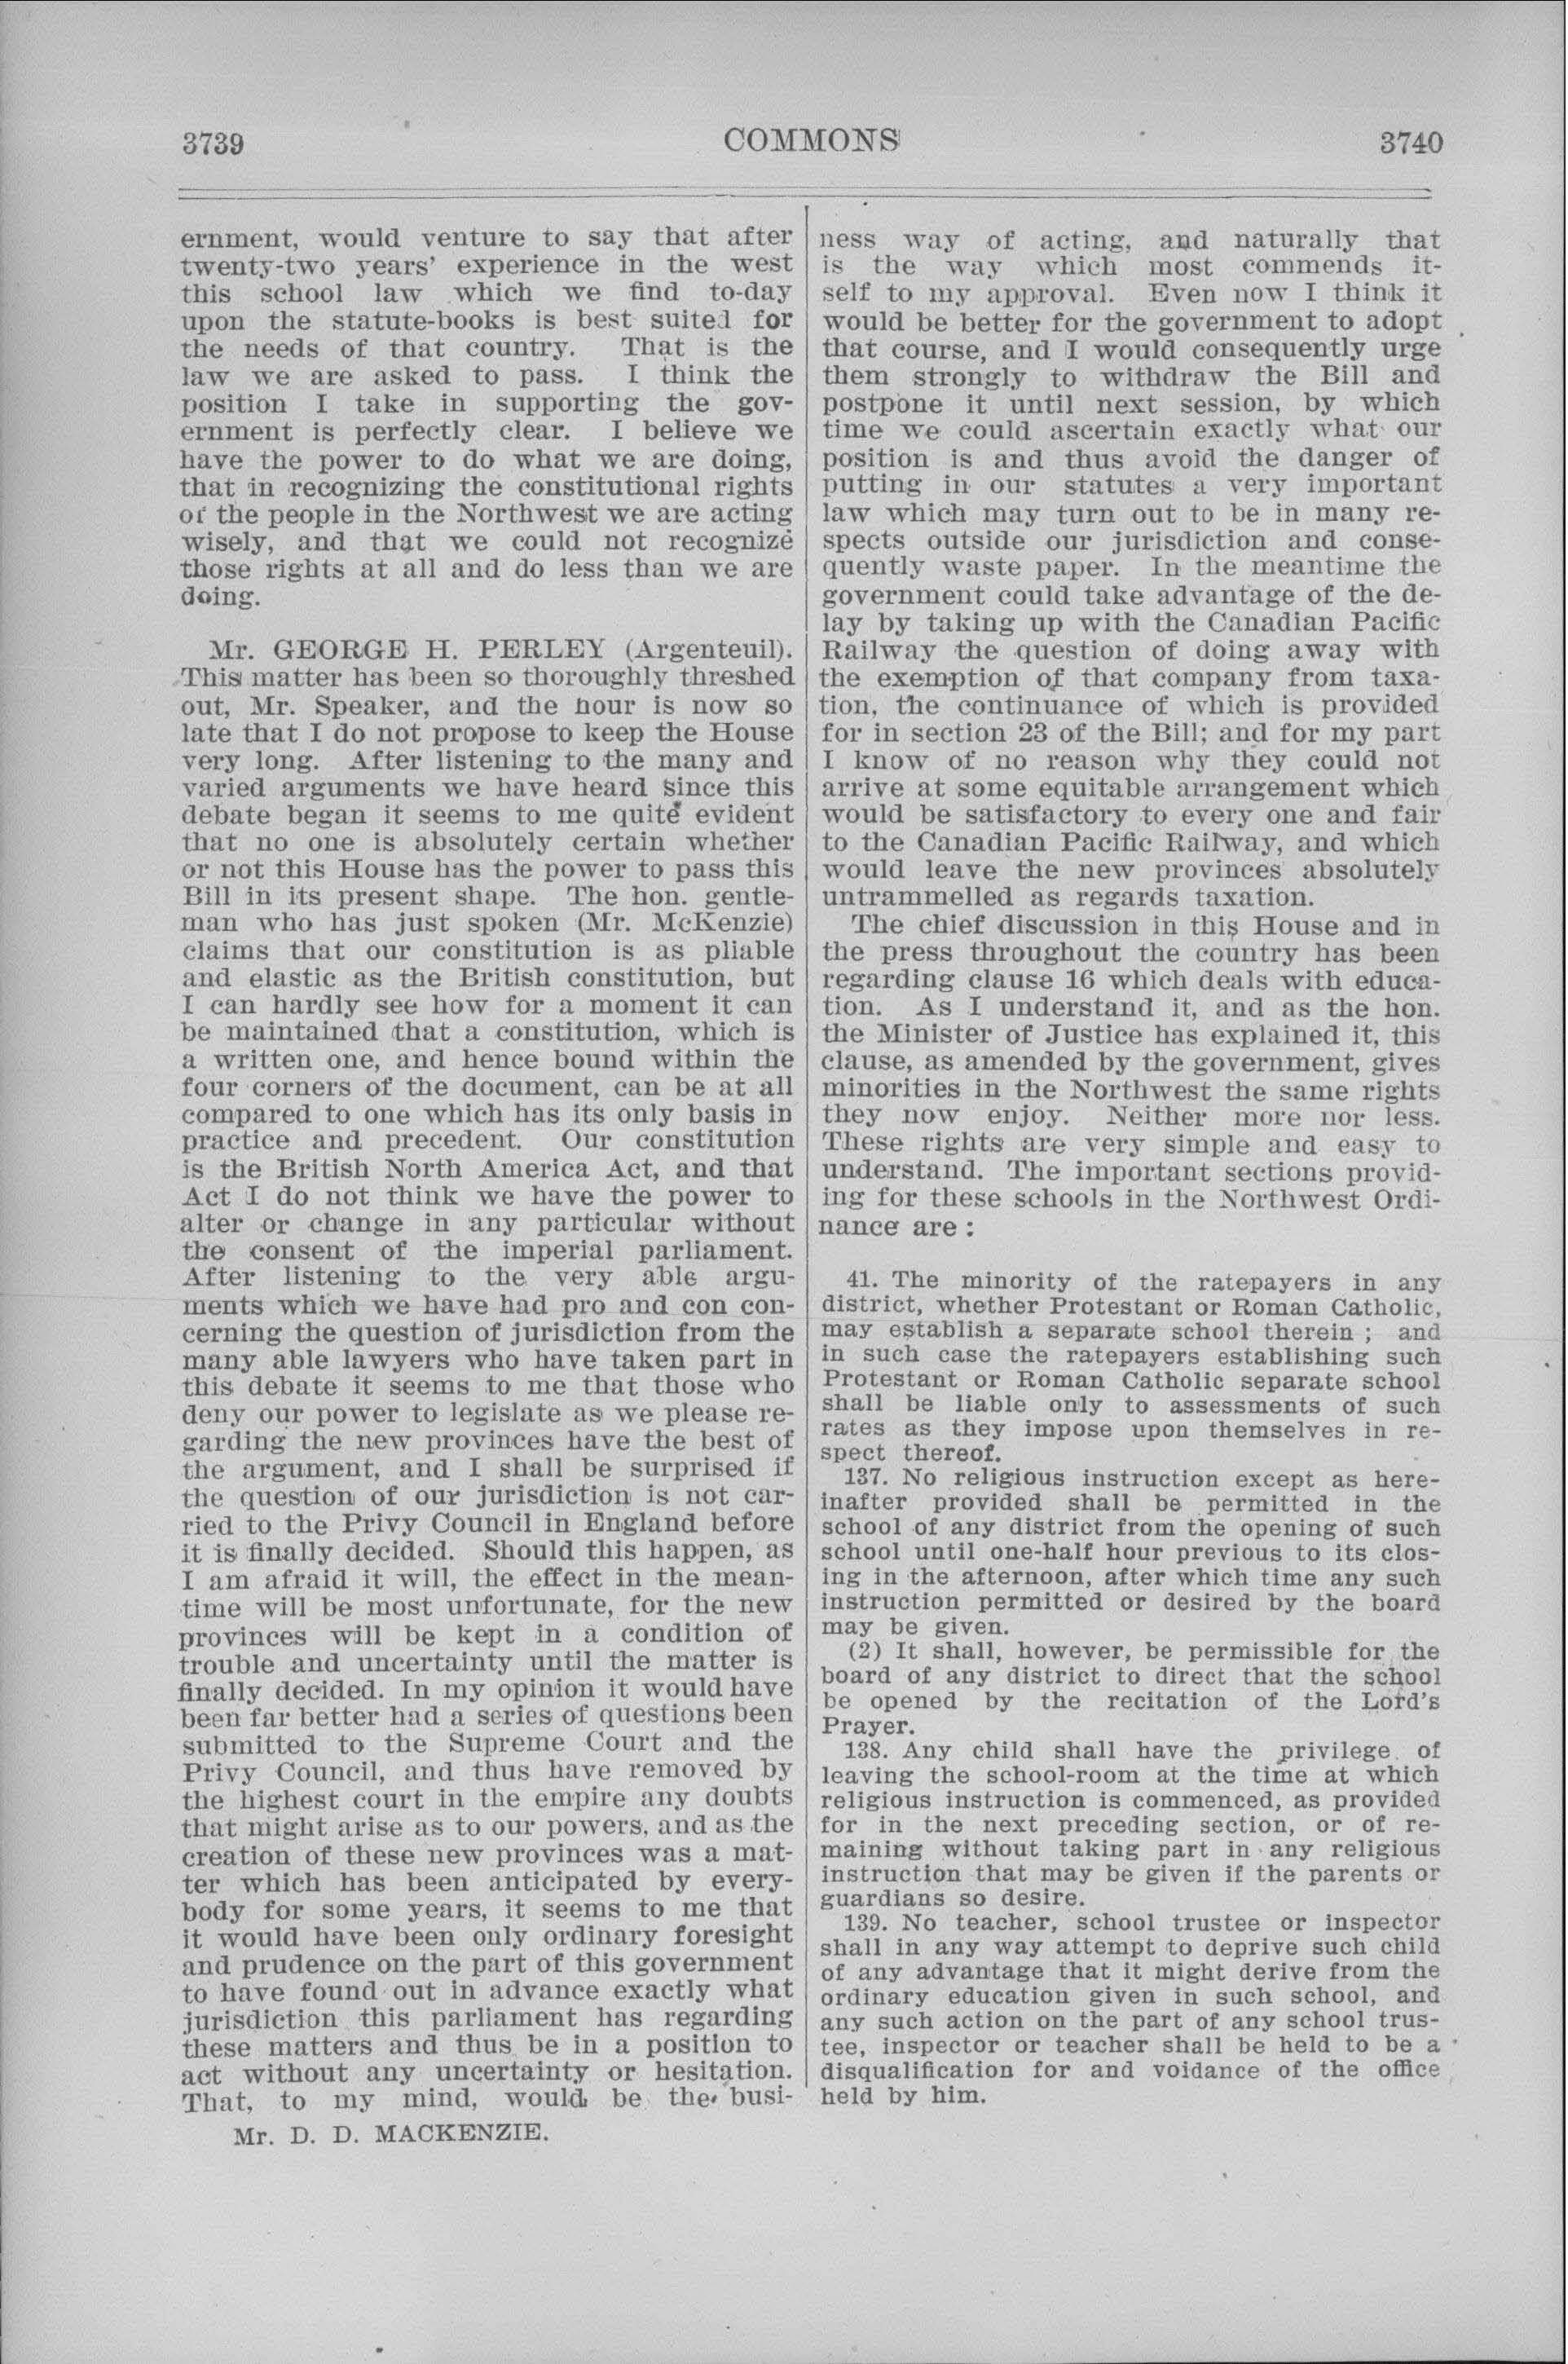 3739
COMMONS
3740
ernment, would venture to say that after
twenty-two years' experience in the west
this school law which we find to-day
upon the statute-books is best suited for
the needs of that country. That is the
law we are asked to pass. I think the
position I take in supporting the gov-
ernment is perfectly clear. I believe we
have the power to do what we are doing,
that in recognizing the constitutional rights
of the people in the Northwest we are acting
wisely, and that we could not recognize
those rights at all and do less than we are
doing.
Mr. GEORGE H. PERLEY (Argenteuil).
This matter has been so thoroughly threshed
out, Mr. Speaker, and the hour is now so
late that I do not propose to keep the House
very long. After listening to the many and
varied arguments we have heard since this
debate began it seems to me quite evident
that no one is absolutely certain whether
or not this House has the power to pass this
Bill in its present shape. The hon. gentle-
man who has just spoken (Mr. McKenzie)
claims that our constitution is as pliable
and elastic as the British constitution, but
I can hardly see how for a moment it can
be maintained that a constitution, which is
a written one, and hence bound within the
four corners of the document, can be at all
compared to one which has its only basis in
practice and precedent. Our constitution
is the British North America Act, and that
Act I do not think we have the power to
alter or change in any particular without
the consent of the imperial parliament.
After listening to the very able argu-
ments which we have had pro and con con-
cerning the question of jurisdiction from the
many able lawyers who have taken part in
this debate it seems to me that those who
deny our power to legislate as we please re-
garding the new provinces have the best of
the argument, and I shall be surprised if
the question of our jurisdiction is not car-
ried to the Privy Council in England before
it is finally decided. Should this happen, as
I am afraid it will, the effect in the mean-
time will be most unfortunate, for the new
provinces will be kept in a condition of
trouble and uncertainty until the matter is
finally decided. In my opinion it would have
been far better had a series of questions been
submitted to the Supreme Court and the
Privy Council, and thus have removed by
the highest court in the empire any doubts
that might arise as to our powers, and as the
creation of these new provinces was a mat-
ter which has been anticipated by every-
body for some years, it seems to me that
it would have been only ordinary foresight
and prudence on the part of this government
to have found out in advance exactly what
jurisdiction this parliament has regarding
these matters and thus be in a position to
act without any uncertainty or hesitation.
That, to my mind, would be the busi-
Mr. D. D. MACKENZIE.
ness way of acting, and naturally that
is the way which most commends it-
self to my approval. Even now I think it
would be better for the government to adopt
that course, and I would consequently urge
them strongly to withdraw the Bill and
postpone it until next session, by which
time we could ascertain exactly what our
position is and thus avoid the danger of
putting in our statutes a very important
law which may turn out to be in many re-
spects outside our jurisdiction and conse-
quently waste paper. In the meantime the
government could take advantage of the de-
lay by taking up with the Canadian Pacific
Railway the question of doing away with
the exemption of that company from taxa-
tion, the continuance of which is provided
for in section 23 of the Bill; and for my part
I know of no reason why they could not
arrive at some equitable arrangement which
would be satisfactory to every one and fair
to the Canadian Pacific Railway, and which
would leave the new provinces absolutely
untrammelled as regards taxation.
The chief discussion in this House and in
the press throughout the country has been
regarding clause 16 which deals with educa-
tion. As I understand it, and as the hon.
the Minister of Justice has explained it, this
clause, as amended by the government, gives
minorities in the Northwest the same rights
they now enjoy. Neither more nor less.
These rights are very simple and easy to
understand. The important sections provid-
ing for these schools in the Northwest Ordi-
nance are :
41. The minority of the ratepayers in any
district, whether Protestant or Roman Catholic,
may establish a separate school therein ; and
in such case the ratepayers establishing such
Protestant or Roman Catholic separate school
shall be liable only to assessments of such
rates as they impose upon themselves in re-
spect thereof.
137. No religious instruction except as here-
inafter provided shall be permitted in the
school of any district from the opening of such
school until one-half hour previous to its clos-
ing in the afternoon, after which time any such
instruction permitted or desired by the board
may be given.
(2) It shall, however, be permissible for the
board of any district to direct that the school
be opened by the recitation of the Lord's
Prayer.
138. Any child shall have the privilege of
leaving the school-room at the time at which
religious instruction is commenced, as provided
for in the next preceding section, or of re-
maining without taking part in any religious
instruction that may be given if the parents or
guardians so desire.
139. No teacher, school trustee or inspector
shall in any way attempt to deprive such child
of any advantage that it might derive from the
ordinary education given in such school, and
any such action on the part of any school trus-
tee, inspector or teacher shall be held to be a
disqualification for and voidance of the office
held by him.